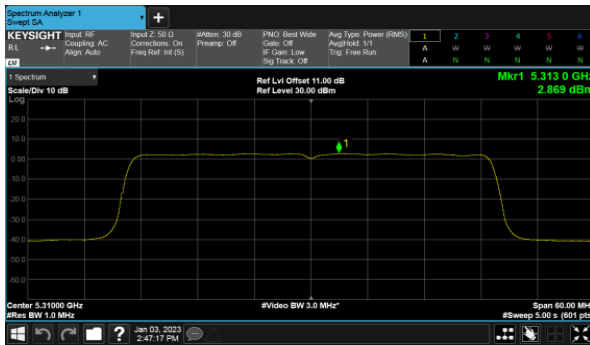 Spectrum Analyzer 1
Swept SA
+
KEYSIGHT
RL
LXI
Input: RF
Coupling: AC
Align: Auto
Input Z: 50 Ω
Corrections: On
Freq Ref: Int (S)
#Atten: 30 dB
Preamp: Off
PNO: Best Wide
Gate: Off
IF Gain: Low
Sig Track: Off
Avg Type: Power (RMS)
Avg|Hold: 1/1
Trig: Free Run
1 2 3 4 5 6
A W W W W W
A N N N N N
1 Spectrum
Scale/Div 10 dB
Ref Lvl Offset 11.00 dB
Ref Level 30.00 dBm
Mkr1 5.313 0 GHz
2.869 dBm
Log
20.0
10.0
0.00
-10.0
-20.0
-30.0
-40.0
-50.0
-60.0
1
Center 5.31000 GHz
#Res BW 1.0 MHz
#Video BW 3.0 MHz*
Span 60.00 MHz
#Sweep 5.00 s (601 pts)
?
Jan 03, 2023
2:47:17 PM